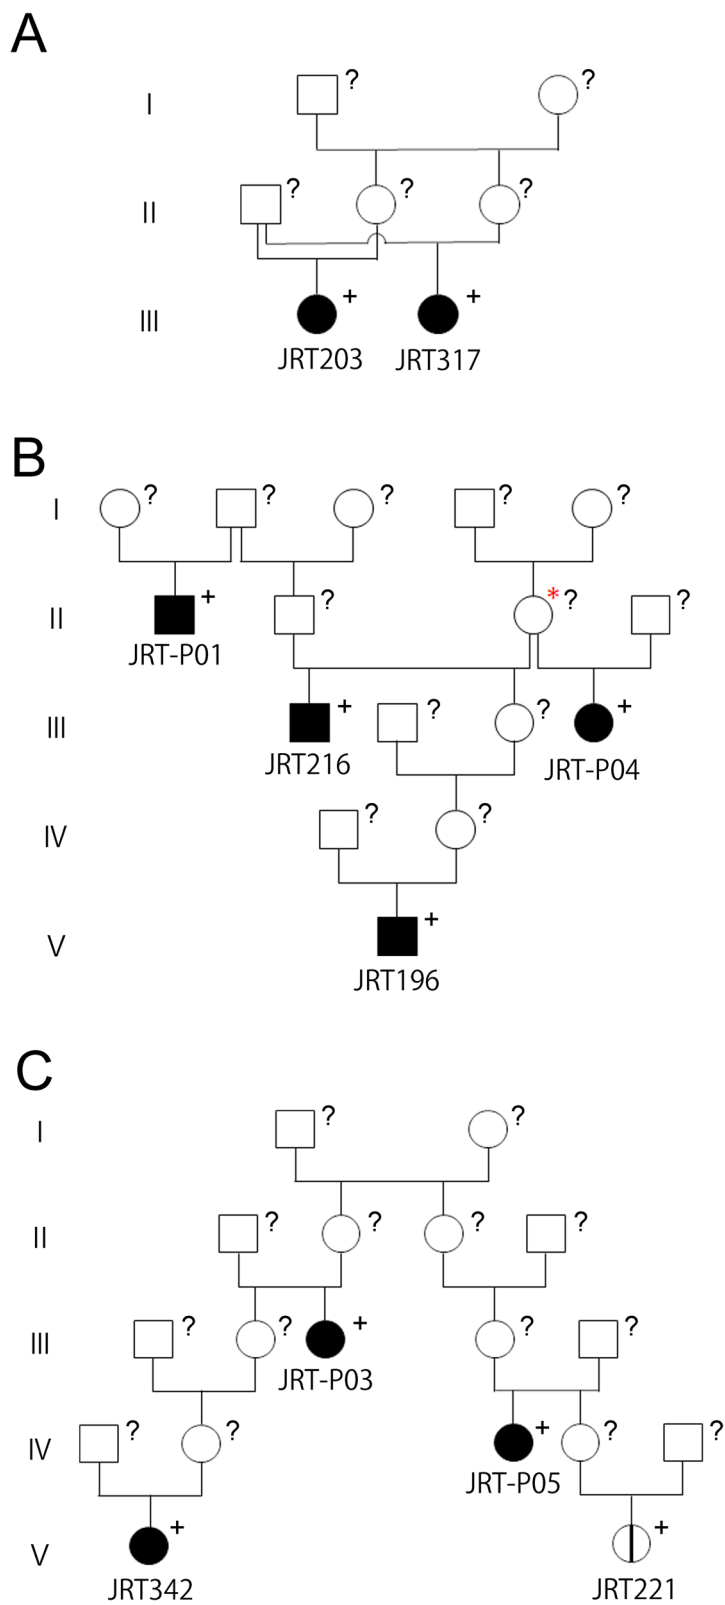 A
I ? ?
II ? ? ?
III + +
JRT203 JRT317
B
I ? ? ? ? ?
II + ? *? ?
JRT-P01
III + ? ? +
JRT216 JRT-P04
IV ? ?
V +
JRT196
C
I ? ?
II ? ? ? ?
III ? ? + ? ?
JRT-P03
IV ? ? + ? ?
JRT-P05
V + +
JRT342 JRT221